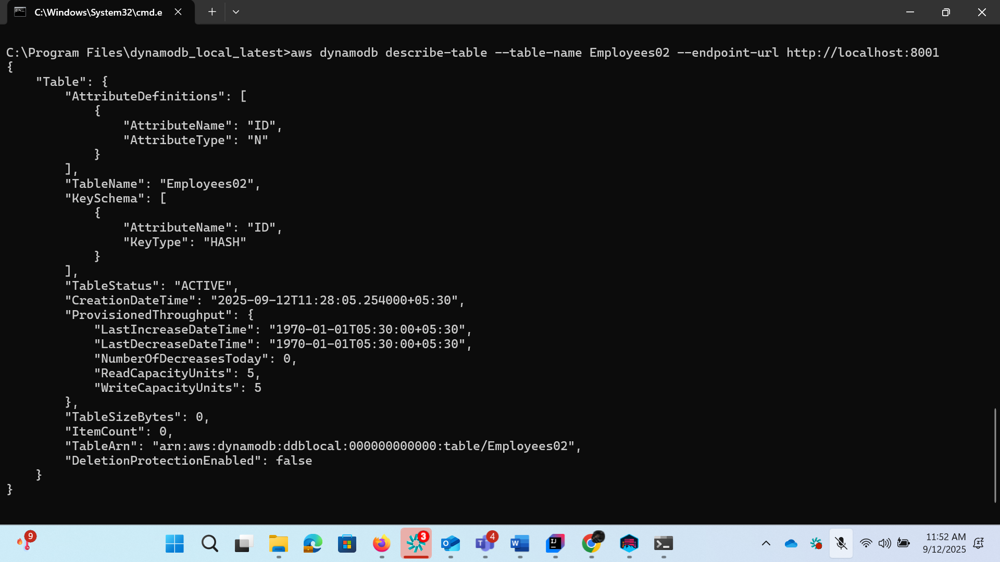 C:\Windows\System32\cmd.e
C:\Program Files\dynamodb_local_latest>aws dynamodb describe-table --table-name Employees02 --endpoint-url http://localhost:8001
{
    "Table": {
        "AttributeDefinitions": [
            {
                "AttributeName": "ID",
                "AttributeType": "N"
            }
        ],
        "TableName": "Employees02",
        "KeySchema": [
            {
                "AttributeName": "ID",
                "KeyType": "HASH"
            }
        ],
        "TableStatus": "ACTIVE",
        "CreationDateTime": "2025-09-12T11:28:05.254000+05:30",
        "ProvisionedThroughput": {
            "LastIncreaseDateTime": "1970-01-01T05:30:00+05:30",
            "LastDecreaseDateTime": "1970-01-01T05:30:00+05:30",
            "NumberOfDecreasesToday": 0,
            "ReadCapacityUnits": 5,
            "WriteCapacityUnits": 5
        },
        "TableSizeBytes": 0,
        "ItemCount": 0,
        "TableArn": "arn:aws:dynamodb:ddblocal:000000000000:table/Employees02",
        "DeletionProtectionEnabled": false
    }
}
9
3
4
11:52 AM
9/12/2025